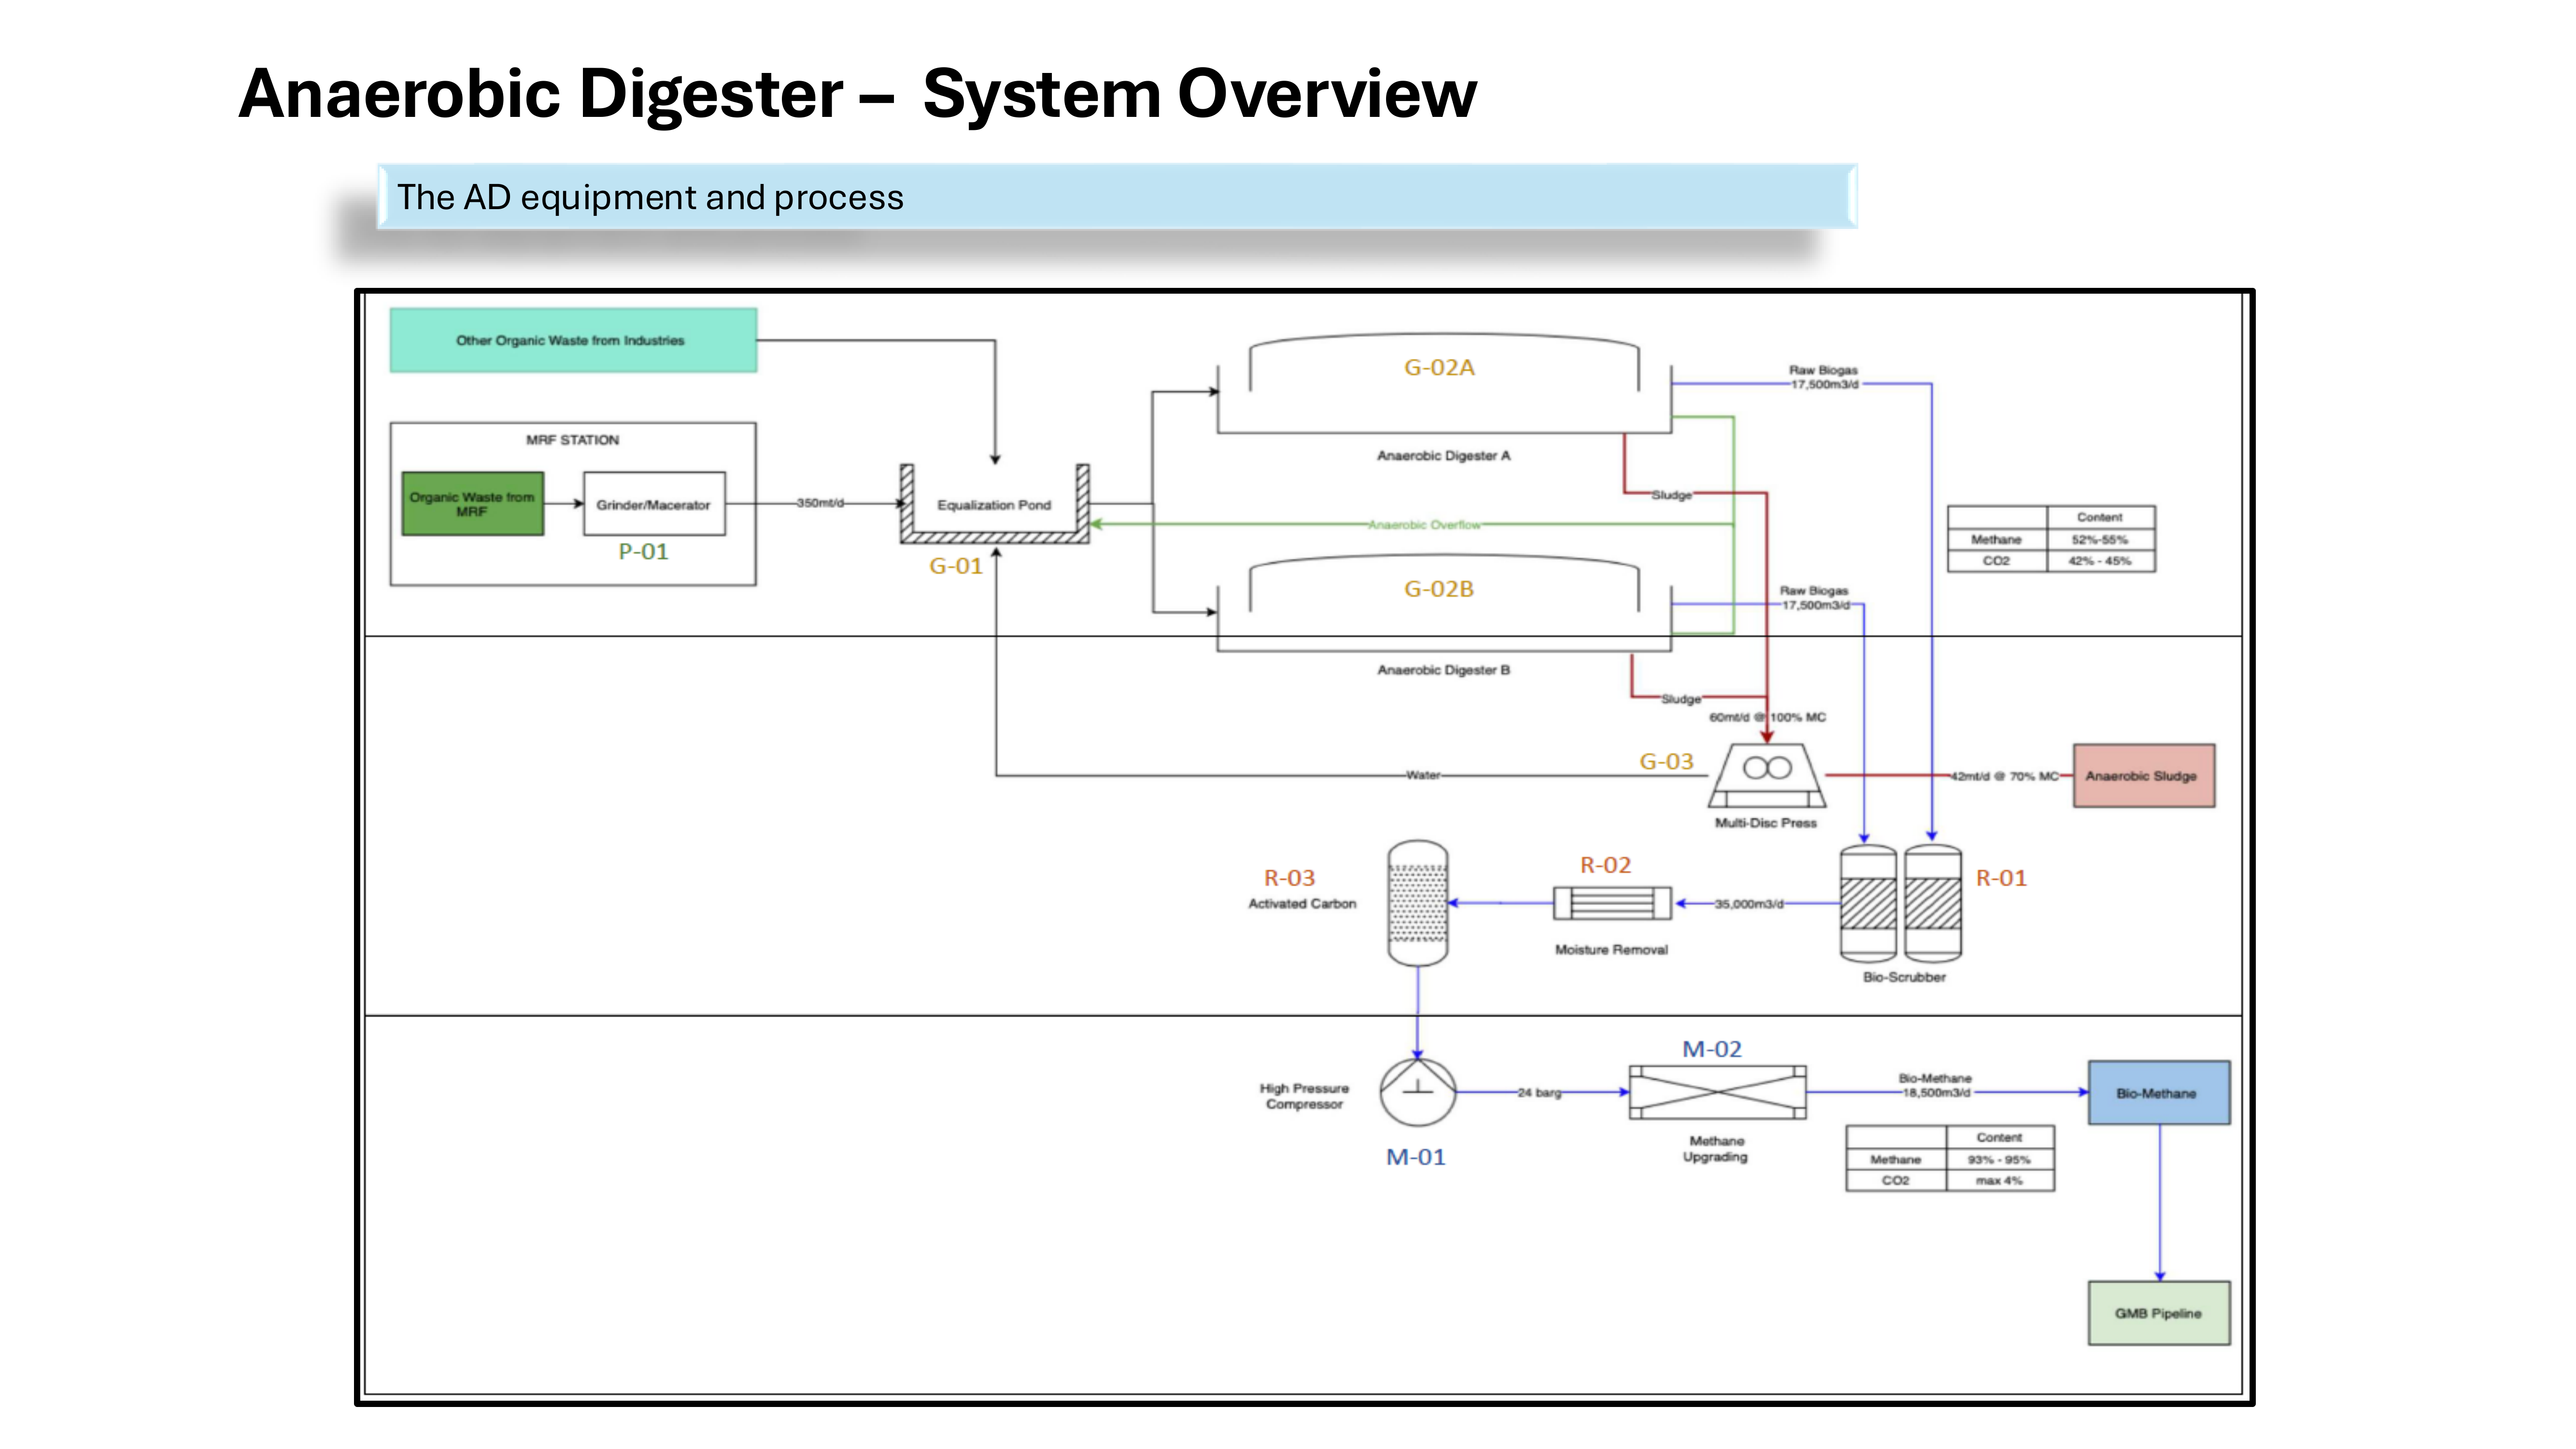 Anaerobic Digester – System Overview
The AD equipment and process
Other Organic Waste from Industries
MRF STATION
Organic Waste from
MRF
Grinder/Macerator
P-01
350mt/d
Equalization Pond
G-01
G-02A
Anaerobic Digester A
Raw Biogas
17,500m3/d
Sludge
Anaerobic Overflow
G-02B
Anaerobic Digester B
Raw Biogas
17,500m3/d
Content
Methane 52%-55%
CO2 42% - 45%
Sludge
60mt/d @ 100% MC
G-03
Water
Multi-Disc Press
42mt/d @ 70% MC
Anaerobic Sludge
R-03
Activated Carbon
R-02
Moisture Removal
35,000m3/d
R-01
Bio-Scrubber
High Pressure
Compressor
M-01
24 barg
M-02
Methane
Upgrading
Bio-Methane
18,500m3/d
Bio-Methane
Content
Methane 93% - 95%
CO2 max 4%
GMB Pipeline